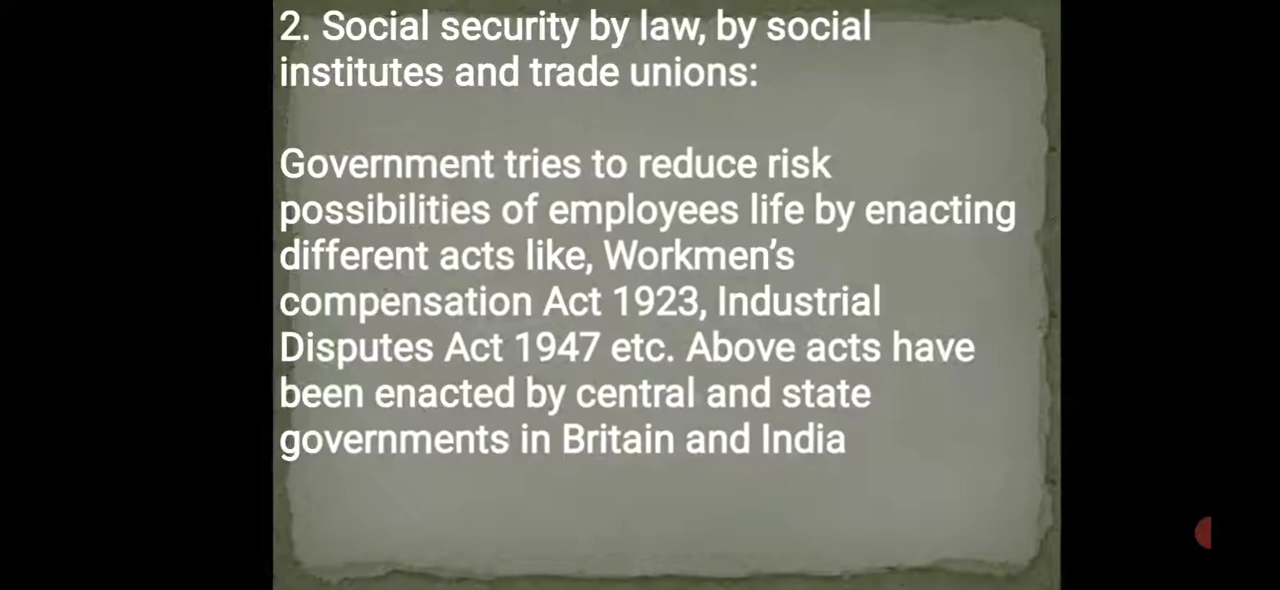 2. Social security by law, by social
institutes and trade unions:
Government tries to reduce risk
possibilities of employees life by enacting
different acts like, Workmen’s
compensation Act 1923, Industrial
Disputes Act 1947 etc. Above acts have
been enacted by central and state
governments in Britain and India